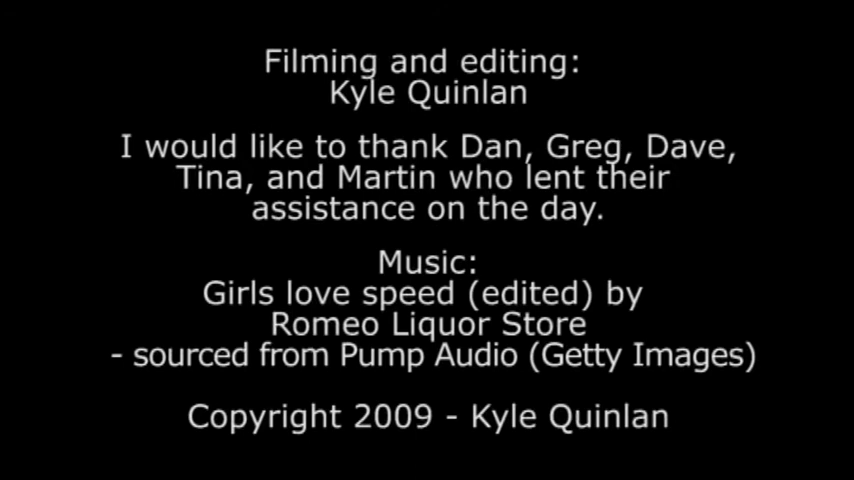 Filming and editing:
Kyle Quinlan
I would like to thank Dan, Greg, Dave,
Tina, and Martin who lent their
assistance on the day.
Music:
Girls love speed (edited) by
Romeo Liquor Store
- sourced from Pump Audio (Getty Images)
Copyright 2009 - Kyle Quinlan